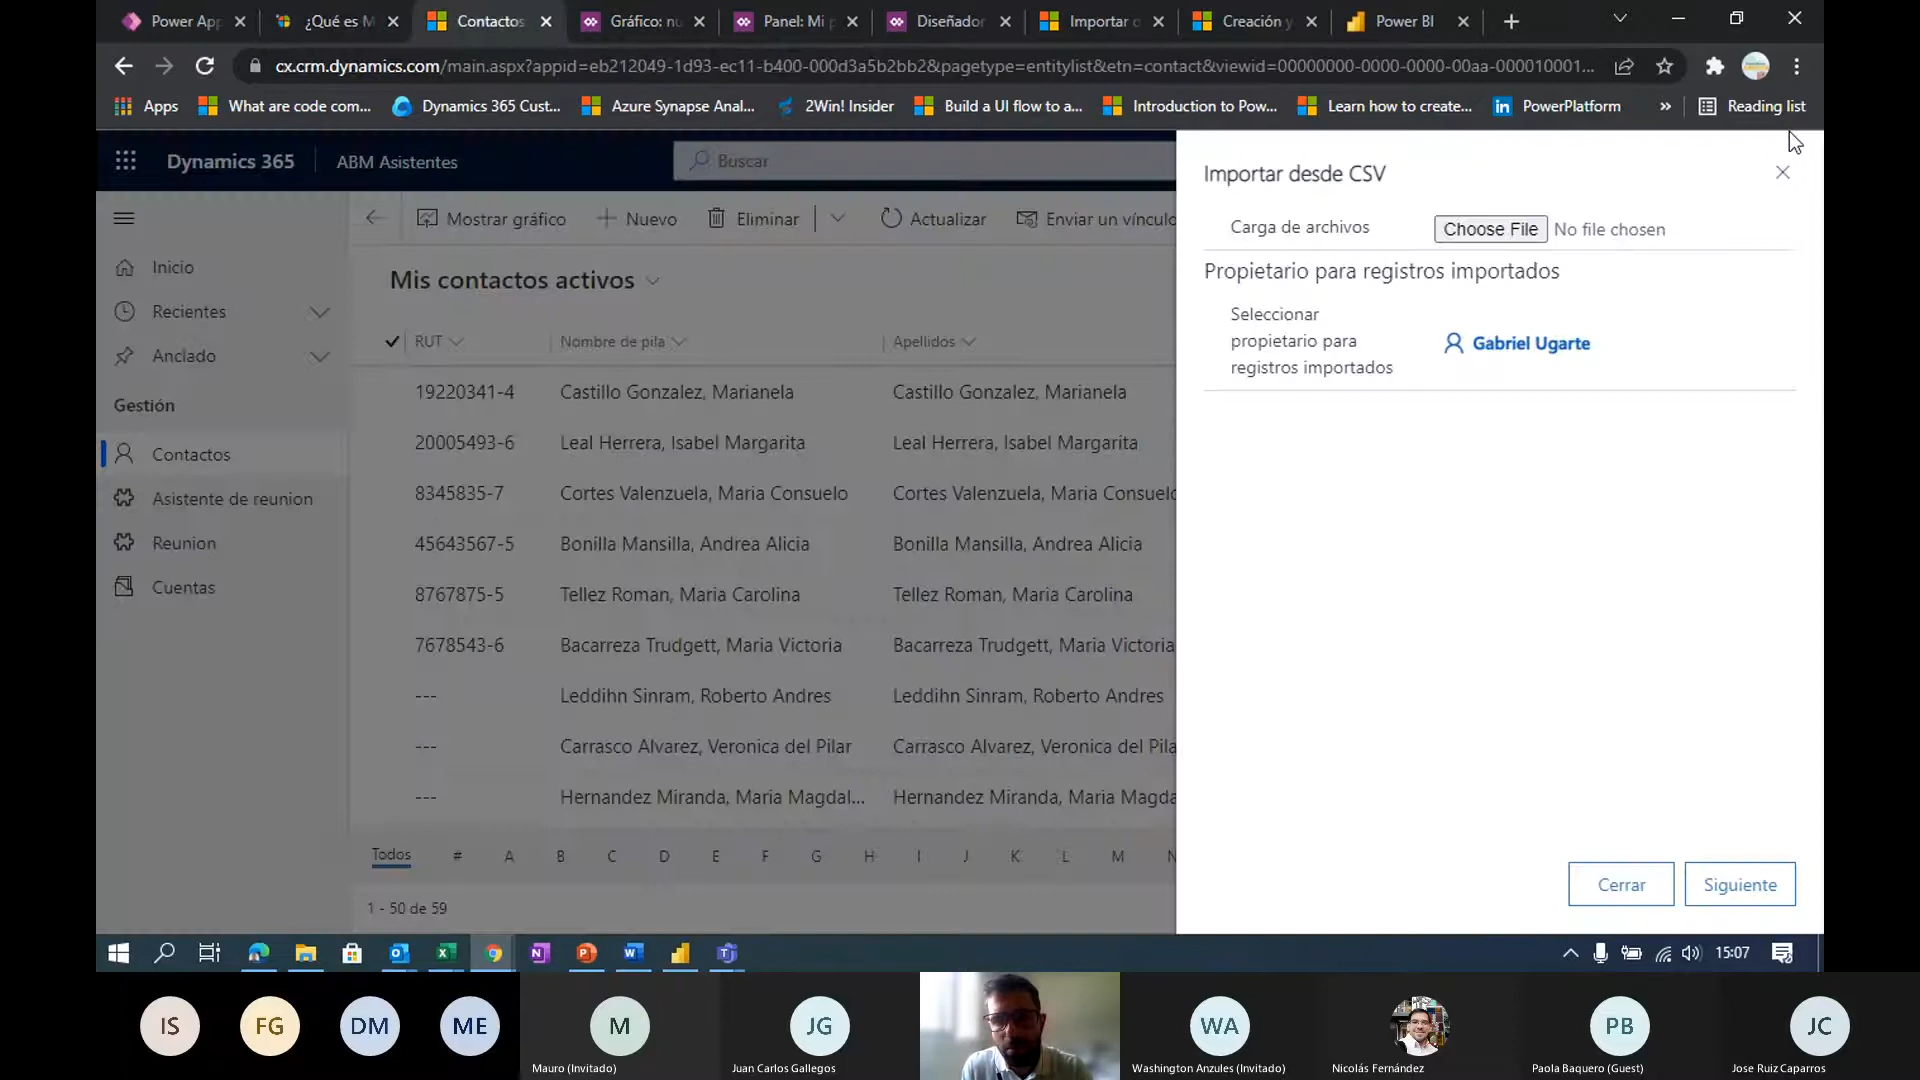 Power App
¿Qué es M
Contactos
Gráfico: nu
Panel: Mi p
Diseñador
Importar o
Creación y
Power BI
cx.crm.dynamics.com/main.aspx?appid=eb212049-1d93-ec11-b400-000d3a5b2bb2&pagetype=entitylist&etn=contact&viewid=00000000-0000-0000-00aa-000010001...
Apps
What are code com...
Dynamics 365 Cust...
Azure Synapse Anal...
2Win! Insider
Build a UI flow to a...
Introduction to Pow...
Learn how to create...
PowerPlatform
»
Reading list
Dynamics 365
ABM Asistentes
Buscar
Mostrar gráfico
Nuevo
Eliminar
Actualizar
Enviar un vínculo
Inicio
Recientes
Anclado
Gestión
Contactos
Asistente de reunion
Reunion
Cuentas
Mis contactos activos
RUT Nombre de pila Apellidos
19220341-4 Castillo Gonzalez, Marianela Castillo Gonzalez, Marianela
20005493-6 Leal Herrera, Isabel Margarita Leal Herrera, Isabel Margarita
8345835-7 Cortes Valenzuela, Maria Consuelo Cortes Valenzuela, Maria Consuelo
45643567-5 Bonilla Mansilla, Andrea Alicia Bonilla Mansilla, Andrea Alicia
8767875-5 Tellez Roman, Maria Carolina Tellez Roman, Maria Carolina
7678543-6 Bacarreza Trudgett, Maria Victoria Bacarreza Trudgett, Maria Victoria
--- Leddihn Sinram, Roberto Andres Leddihn Sinram, Roberto Andres
--- Carrasco Alvarez, Veronica del Pilar Carrasco Alvarez, Veronica del Pila
--- Hernandez Miranda, Maria Magdal... Hernandez Miranda, Maria Magda
Todos # A B C D E F G H I J K L M N
1 - 50 de 59
Importar desde CSV
Carga de archivos
Choose File No file chosen
Propietario para registros importados
Seleccionar
propietario para
registros importados
Gabriel Ugarte
Cerrar
Siguiente
15:07
IS
FG
DM
ME
M
JG
WA
PB
JC
Mauro (Invitado)
Juan Carlos Gallegos
Washington Anzules (Invitado)
Nicolás Fernández
Paola Baquero (Guest)
Jose Ruiz Caparros